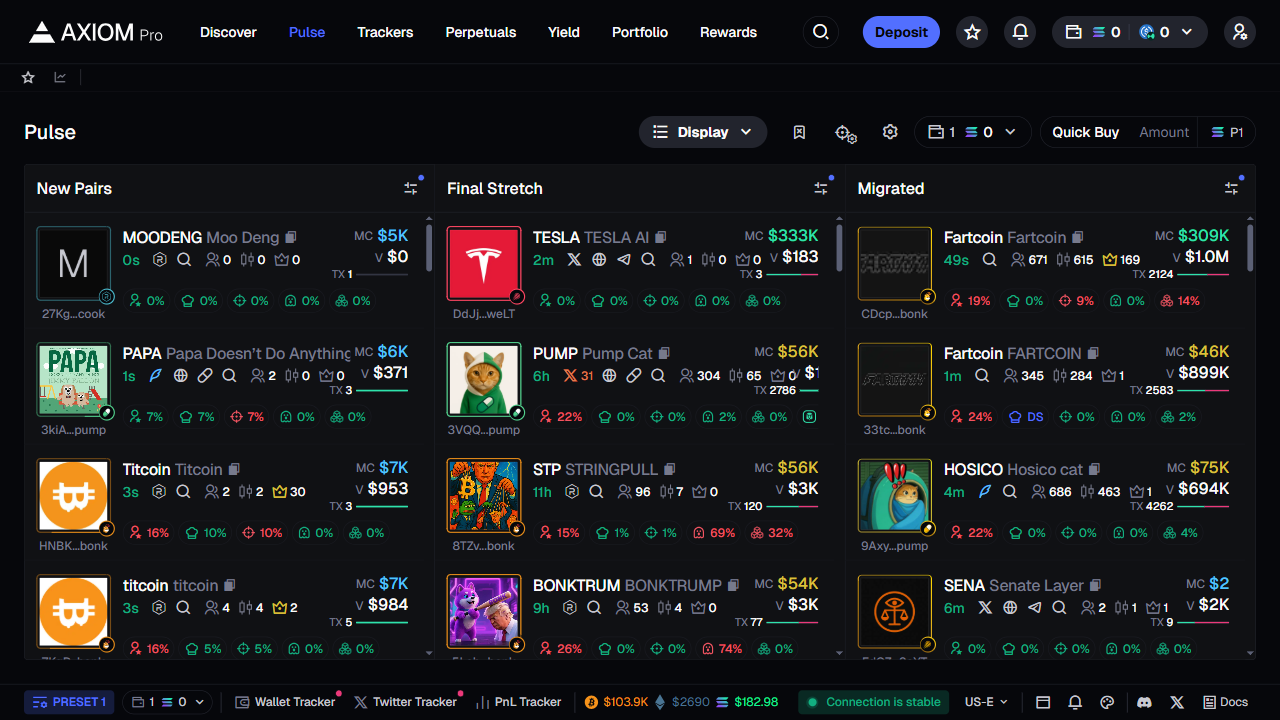 AXIOM Pro Discover Pulse Trackers Perpetuals Yield Portfolio Rewards Deposit 0 0
Pulse Display 1 0 Quick Buy Amount P1
New Pairs
MOODENG Moo Deng MC $5K
0s 0 0 0 V $0
TX 1
0% 0% 0% 0% 0%
27Kg...cook
PAPA Papa Doesn't Do Anything MC $6K
1s 2 0 0 V $371
TX 3
7% 7% 7% 0% 0%
3kiA...pump
Titcoin Titcoin MC $7K
3s 2 2 30 V $953
TX 3
16% 10% 10% 0% 0%
HNBK...bonk
titcoin titcoin MC $7K
3s 4 4 2 V $984
TX 5
16% 5% 5% 0% 0%
Final Stretch
TESLA TESLA AI MC $333K
2m 1 0 0 V $183
TX 3
0% 0% 0% 0% 0%
DdJj...weLT
PUMP Pump Cat MC $56K
6h 31 304 65 0 $1
TX 2786
22% 0% 0% 2% 0%
3VQQ...pump
STP STRINGPULL MC $56K
11h 96 7 0 V $3K
TX 120
15% 1% 1% 69% 32%
8TZv...bonk
BONKTRUM BONKTRUMP MC $54K
9h 53 4 0 V $3K
TX 77
26% 0% 0% 74% 0%
Migrated
Fartcoin Fartcoin MC $309K
49s 671 615 169 V $1.0M
TX 2124
19% 0% 9% 0% 14%
CDcp...bonk
Fartcoin FARTCOIN MC $46K
1m 345 284 1 V $899K
TX 2583
24% DS 0% 0% 2%
33tc...bonk
HOSICO Hosico cat MC $75K
4m 686 463 1 V $694K
TX 4262
22% 0% 0% 0% 4%
9Axy...pump
SENA Senate Layer MC $2
6m 2 1 1 V $2K
TX 9
0% 0% 0% 0% 0%
PRESET 1 1 0 Wallet Tracker Twitter Tracker PnL Tracker $103.9K $2690 $182.98 Connection is stable US-E Docs